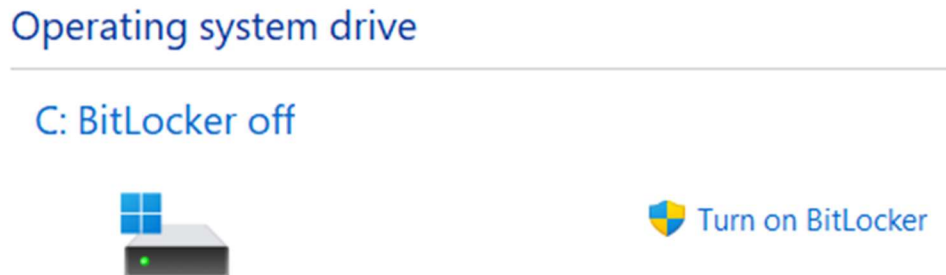 Operating system drive
C: BitLocker off
Turn on BitLocker